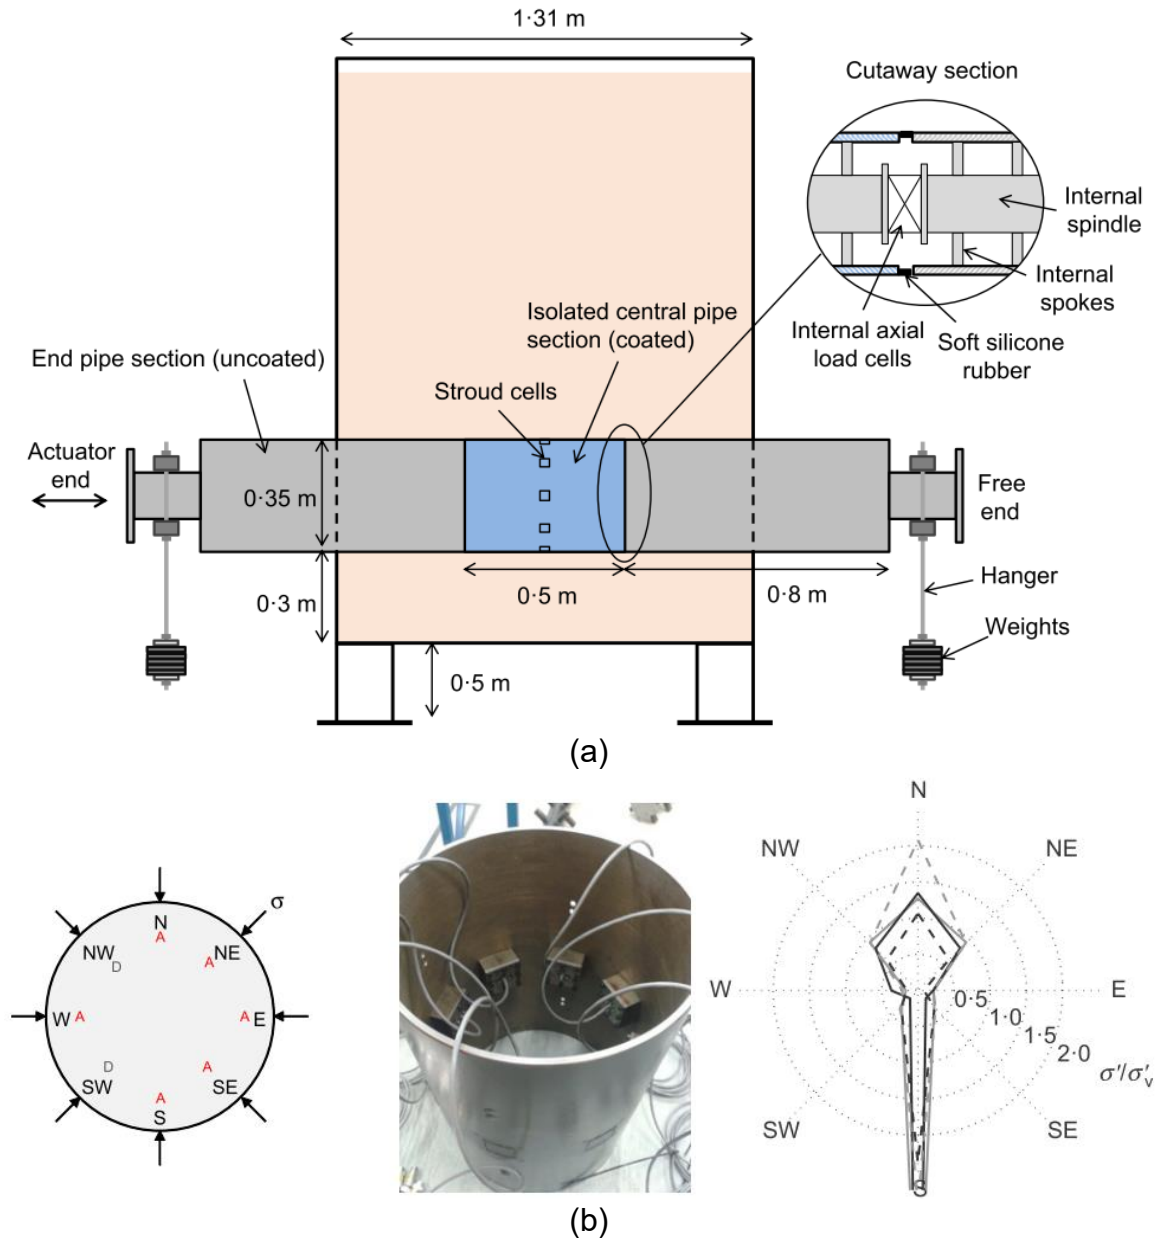 (a)
1·31 m
Cutaway section
Internal
spindle
Internal
spokes
Internal axial
load cells
Soft silicone
rubber
Isolated central pipe
section (coated)
End pipe section (uncoated)
Stroud cells
Actuator
end
0·35 m
Free
end
0·3 m
0·5 m
0·8 m
Hanger
Weights
0·5 m
(a)
N
A
NW
D
A
NE
σ
W
A
A
E
D
SW
A
SE
A
S
N
NW
NE
W
E
0·5
1·0
1·5
2·0
σ′/σ′v
SW
SE
S
(b)